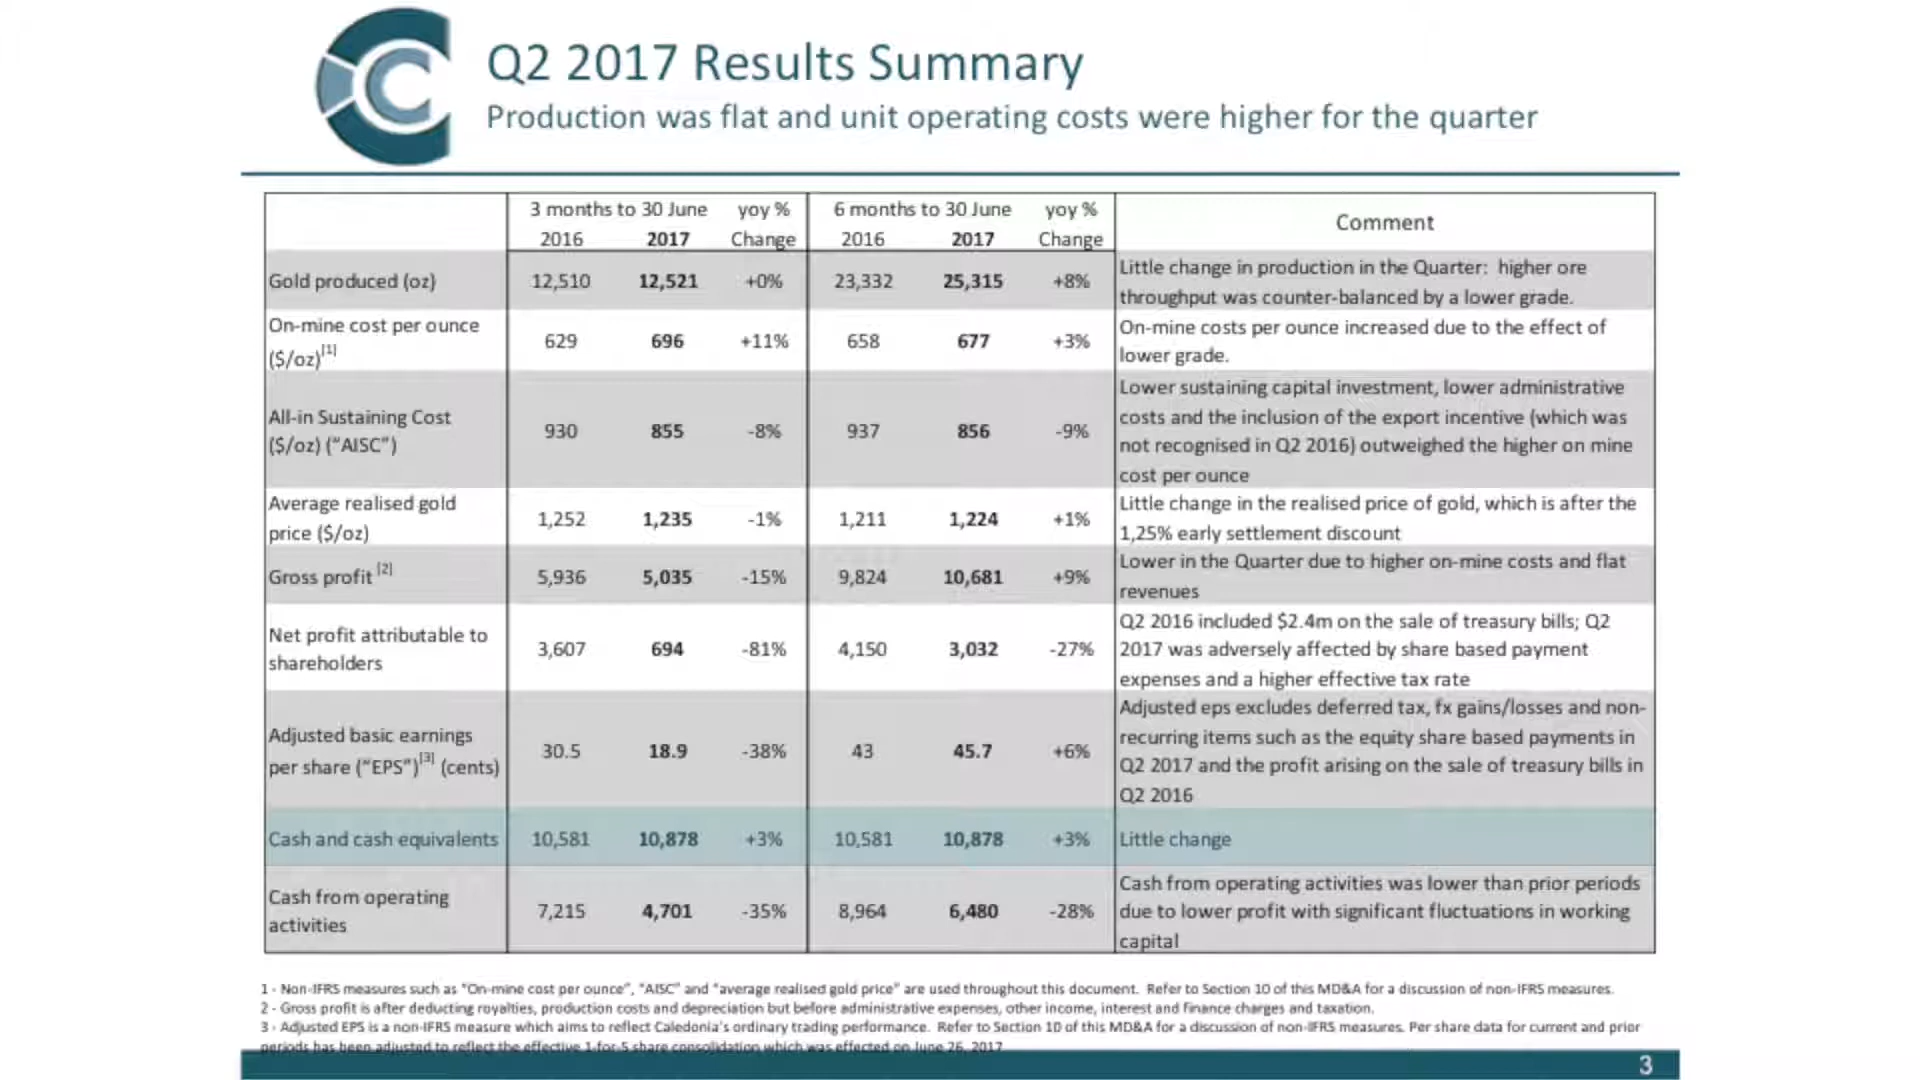 Q2 2017 Results Summary
Production was flat and unit operating costs were higher for the quarter
3 months to 30 June yoy % 6 months to 30 June yoy % Comment
2016 2017 Change 2016 2017 Change
Gold produced (oz) 12,510 12,521 +0% 23,332 25,315 +8% Little change in production in the Quarter: higher ore
throughput was counter-balanced by a lower grade.
On-mine cost per ounce
($/oz)[1] 629 696 +11% 658 677 +3% On-mine costs per ounce increased due to the effect of
lower grade.
All-in Sustaining Cost
($/oz) ("AISC") 930 855 -8% 937 856 -9% Lower sustaining capital investment, lower administrative
costs and the inclusion of the export incentive (which was
not recognised in Q2 2016) outweighed the higher on mine
cost per ounce
Average realised gold
price ($/oz) 1,252 1,235 -1% 1,211 1,224 +1% Little change in the realised price of gold, which is after the
1,25% early settlement discount
Gross profit [2] 5,936 5,035 -15% 9,824 10,681 +9% Lower in the Quarter due to higher on-mine costs and flat
revenues
Net profit attributable to
shareholders 3,607 694 -81% 4,150 3,032 -27% Q2 2016 included $2.4m on the sale of treasury bills; Q2
2017 was adversely affected by share based payment
expenses and a higher effective tax rate
Adjusted basic earnings
per share ("EPS")[3] (cents) 30.5 18.9 -38% 43 45.7 +6% Adjusted eps excludes deferred tax, fx gains/losses and non-
recurring items such as the equity share based payments in
Q2 2017 and the profit arising on the sale of treasury bills in
Q2 2016
Cash and cash equivalents 10,581 10,878 +3% 10,581 10,878 +3% Little change
Cash from operating
activities 7,215 4,701 -35% 8,964 6,480 -28% Cash from operating activities was lower than prior periods
due to lower profit with significant fluctuations in working
capital
1 - Non-IFRS measures such as "On-mine cost per ounce", "AISC" and "average realised gold price" are used throughout this document. Refer to Section 10 of this MD&A for a discussion of non-IFRS measures.
2 - Gross profit is after deducting royalties, production costs and depreciation but before administrative expenses, other income, interest and finance charges and taxation.
3 - Adjusted EPS is a non-IFRS measure which aims to reflect Caledonia's ordinary trading performance. Refer to Section 10 of this MD&A for a discussion of non-IFRS measures. Per share data for current and prior
periods has been adjusted to reflect the effective 1-for-5 share consolidation which was effected on June 26, 2017
3